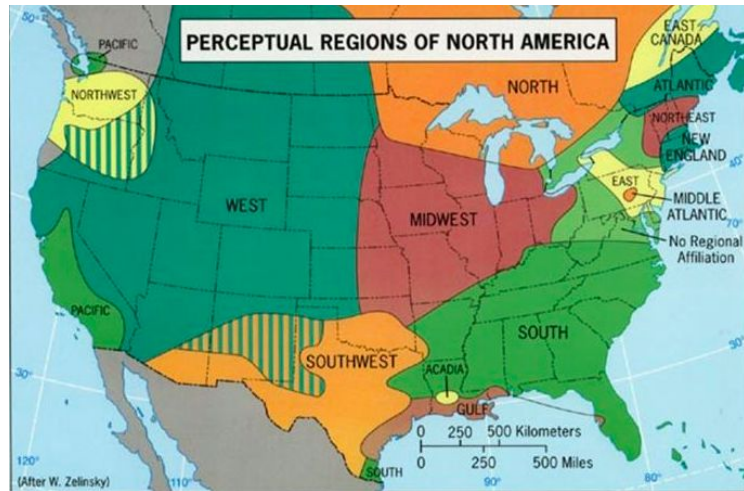 50°
PERCEPTUAL REGIONS OF NORTH AMERICA
PACIFIC
EAST
CANADA
NORTHWEST
NORTH
ATLANTIC
NORTHEAST
NEW
ENGLAND
40°
WEST
EAST
MIDWEST
MIDDLE
ATLANTIC
70°
No Regional
Affiliation
40°
PACIFIC
SOUTH
30°
SOUTHWEST
ACADIA
30°
GULF
0 250 500 Kilometers
0 250 500 Miles
SOUTH
120°
110°
90°
80°
(After W. Zelinsky)